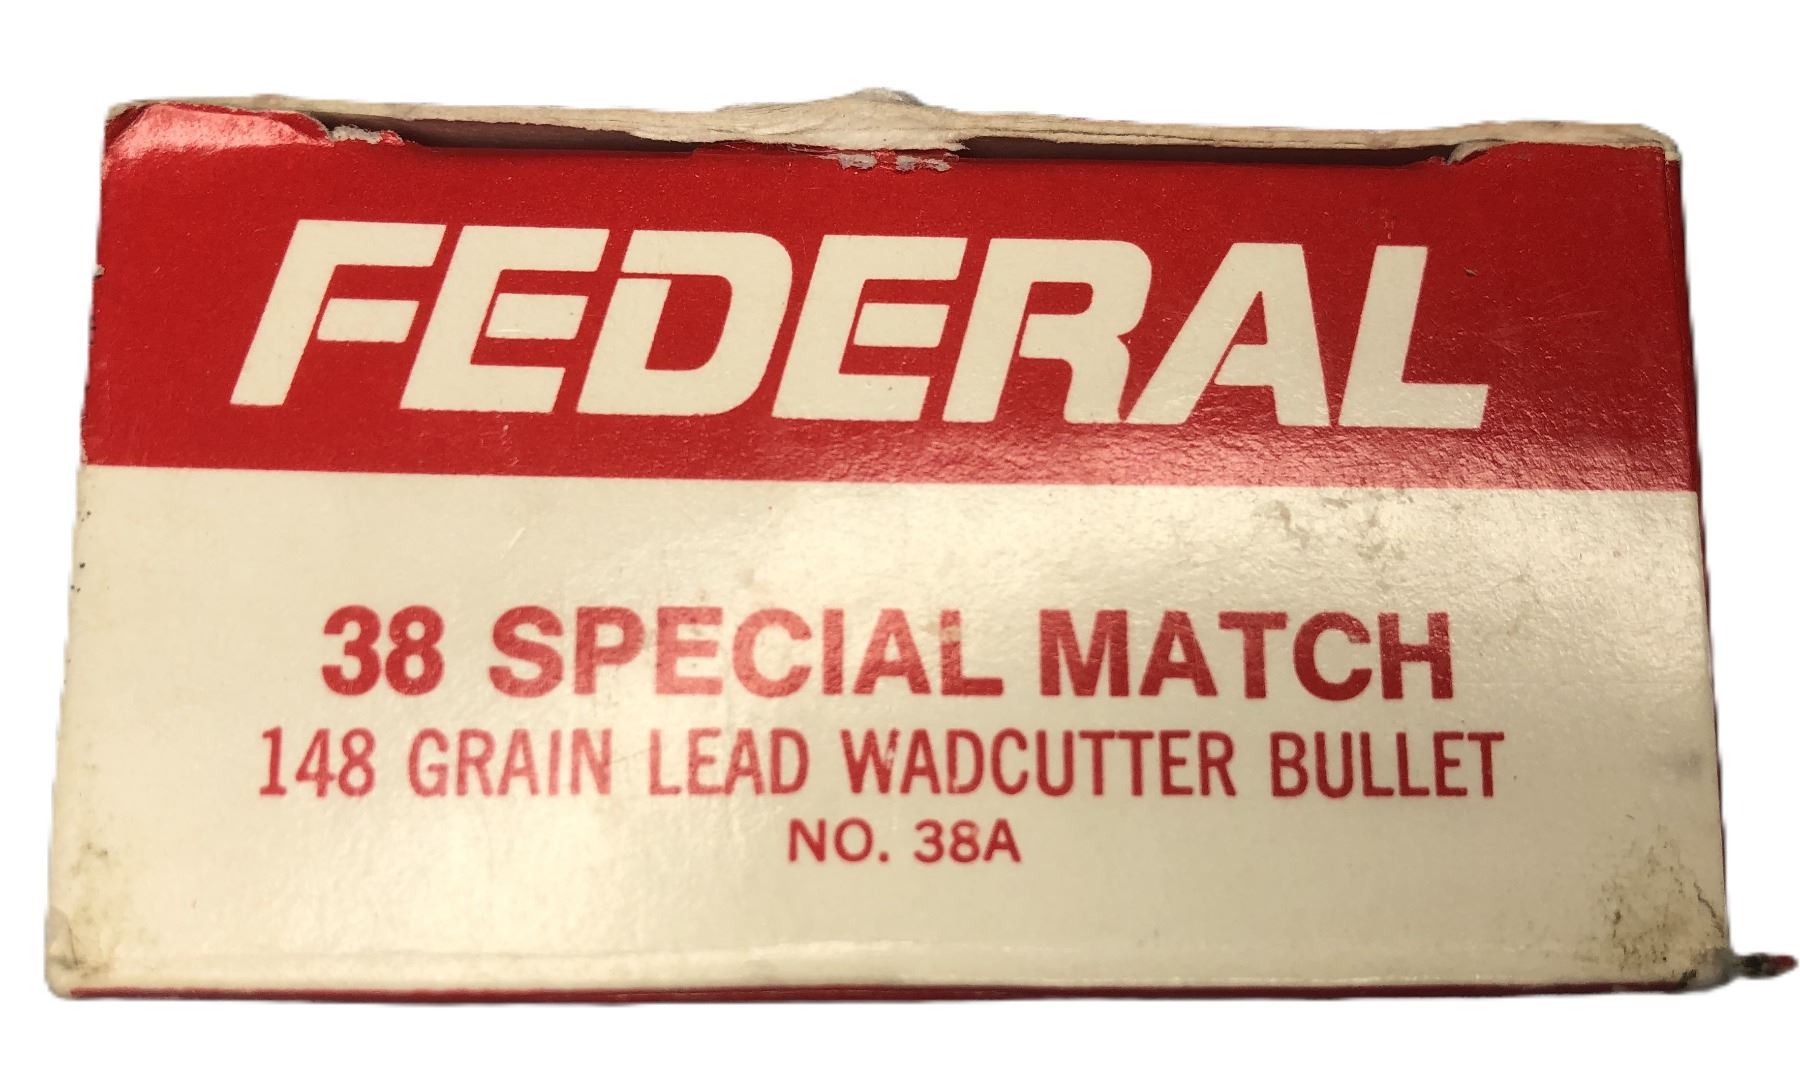 FEDERAL
38 SPECIAL MATCH
148 GRAIN LEAD WADCUTTER BULLET
NO. 38A